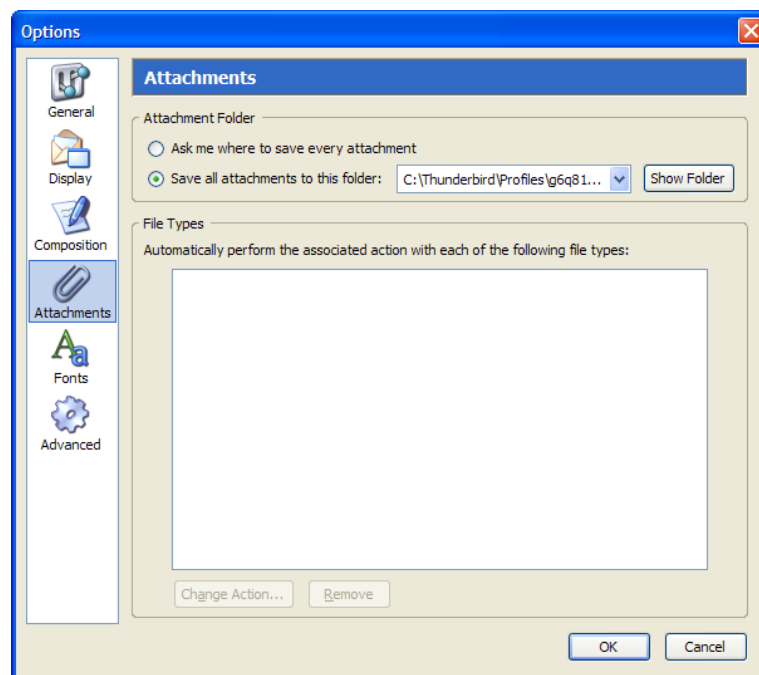 Options
General
Display
Composition
Attachments
Fonts
Advanced
Attachments
Attachment Folder
Ask me where to save every attachment
Save all attachments to this folder: C:\Thunderbird\Profiles\g6q81... Show Folder
File Types
Automatically perform the associated action with each of the following file types:
Change Action... Remove
OK Cancel